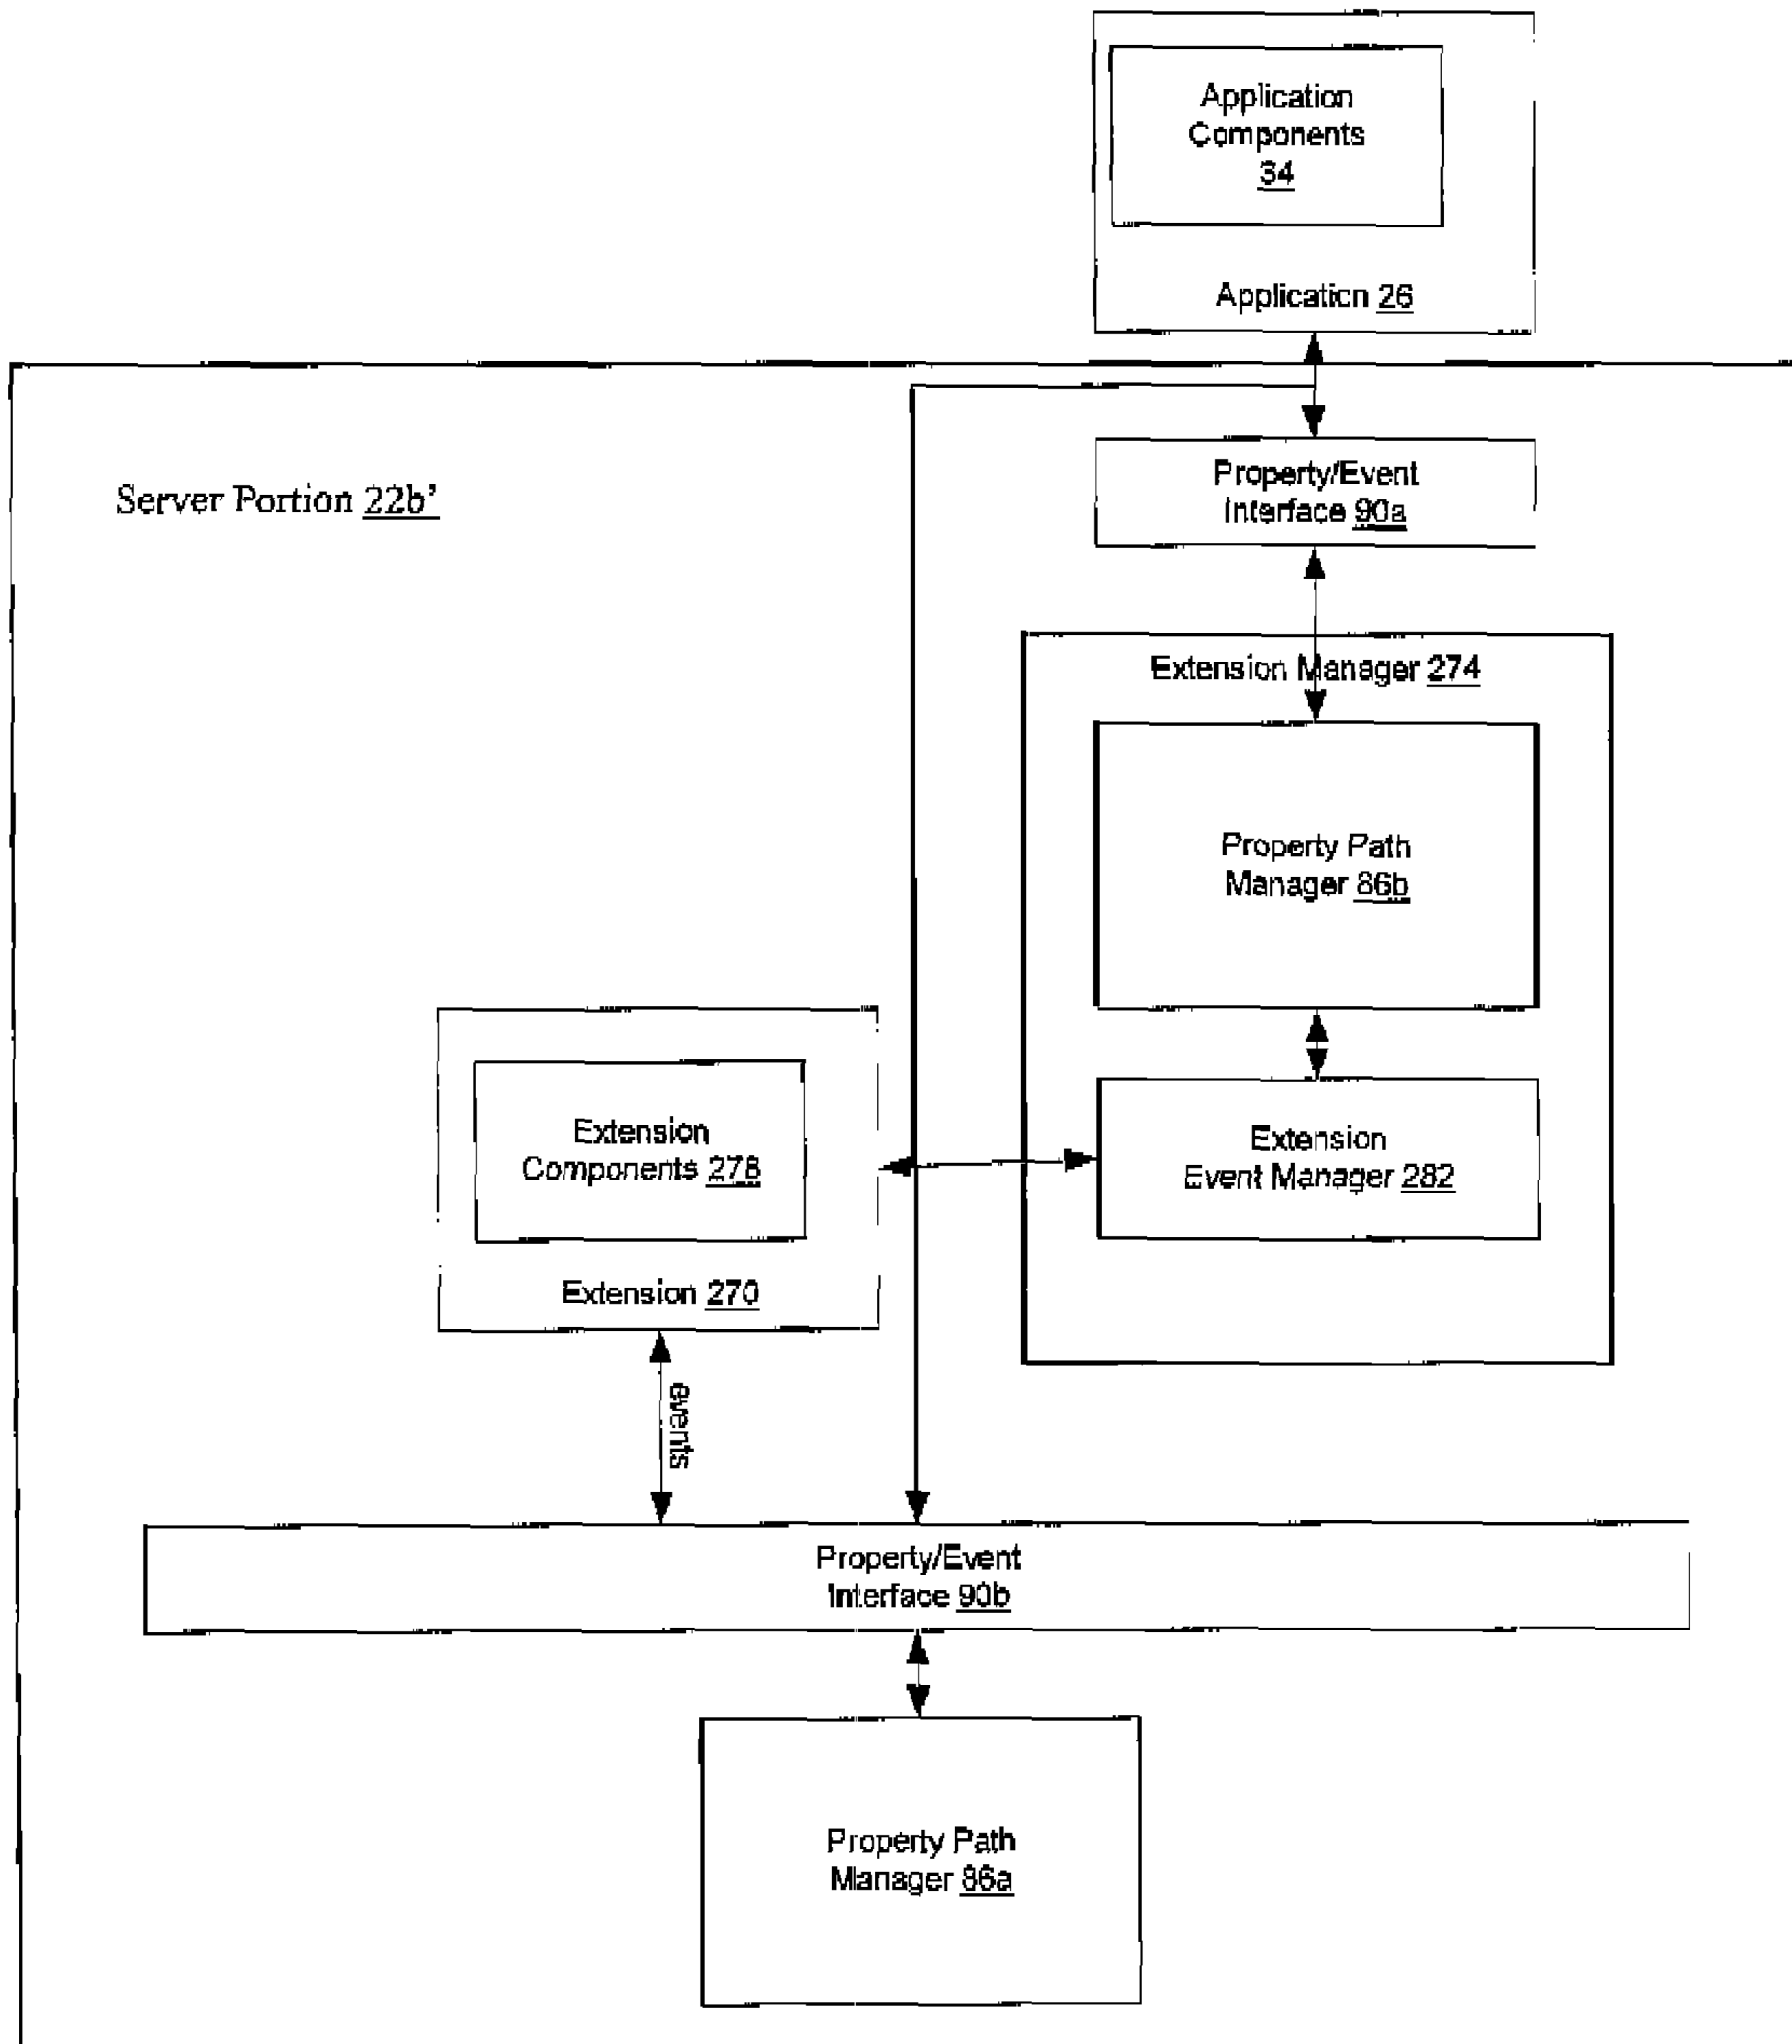 Application
Components
34
Application 26
Server Portion 22b'
Property/Event
Interface 90a
Extension Manager 274
Property Path
Manager 86b
Extension
Components 278
Extension
Event Manager 282
Extension 270
events
Property/Event
Interface 90b
Property Path
Manager 86a